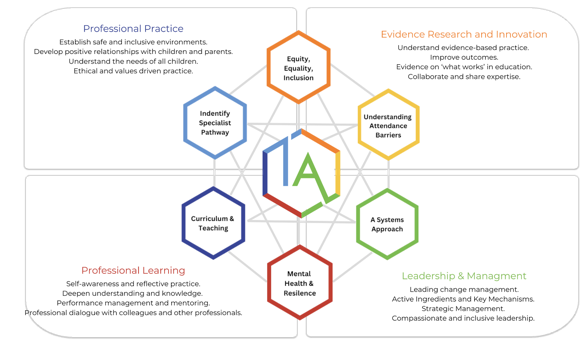 Professional Practice
Establish safe and inclusive environments.
Develop positive relationships with children and parents.
Understand the needs of all children.
Ethical and values driven practice.
Evidence Research and Innovation
Understand evidence-based practice.
Improve outcomes.
Evidence on 'what works' in education.
Collaborate and share expertise.
Equity,
Equality,
Inclusion
Indentify
Specialist
Pathway
Understanding
Attendance
Barriers
1A
Curriculum &
Teaching
A Systems
Approach
Mental
Health &
Resilence
Professional Learning
Self-awareness and reflective practice.
Deepen understanding and knowledge.
Performance management and mentoring.
Professional dialogue with colleagues and other professionals.
Leadership & Managment
Leading change management.
Active Ingredients and Key Mechanisms.
Strategic Management.
Compassionate and inclusive leadership.